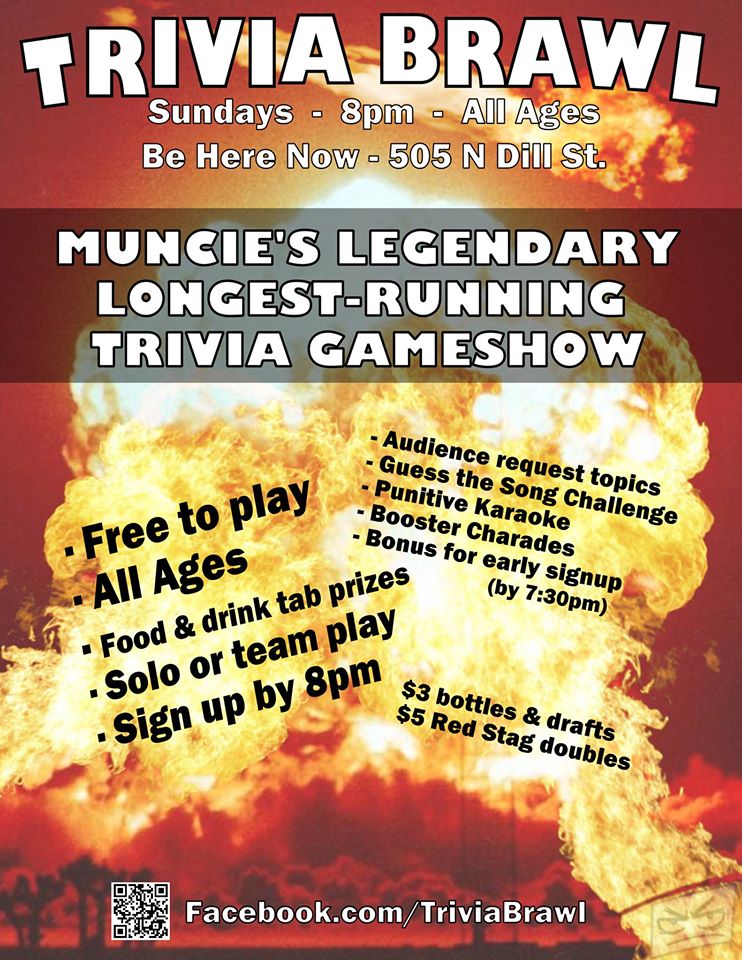 TRIVIA BRAWL
Sundays - 8pm - All Ages
Be Here Now - 505 N Dill St.
MUNCIE'S LEGENDARY
LONGEST-RUNNING
TRIVIA GAMESHOW
· Free to play
· All Ages
· Food & drink tab prizes
· Solo or team play
· Sign up by 8pm
- Audience request topics
- Guess the Song Challenge
- Punitive Karaoke
- Booster Charades
- Bonus for early signup
(by 7:30pm)
$3 bottles & drafts
$5 Red Stag doubles
Facebook.com/TriviaBrawl